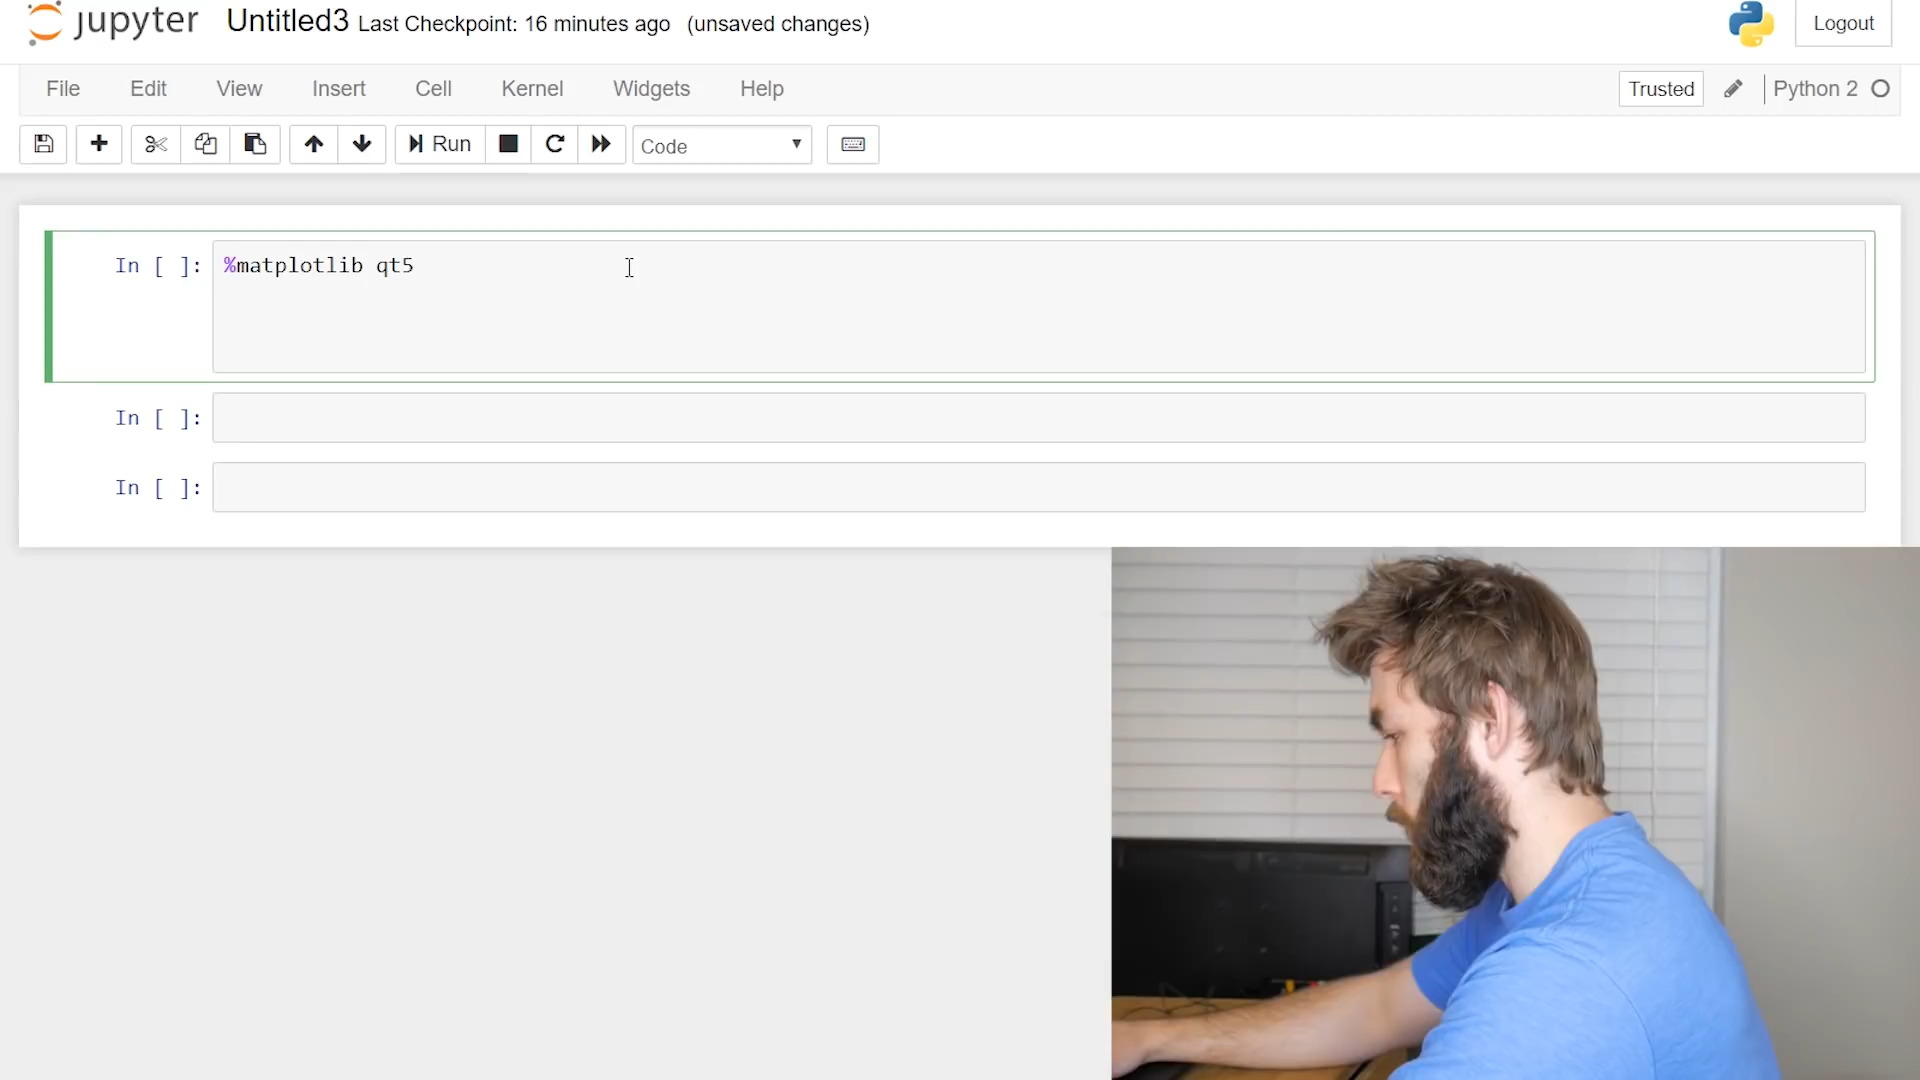 jupyter Untitled3 Last Checkpoint: 16 minutes ago (unsaved changes) Logout
File Edit View Insert Cell Kernel Widgets Help Trusted Python 2
Run Code
In [ ]: %matplotlib qt5
In [ ]:
In [ ]: